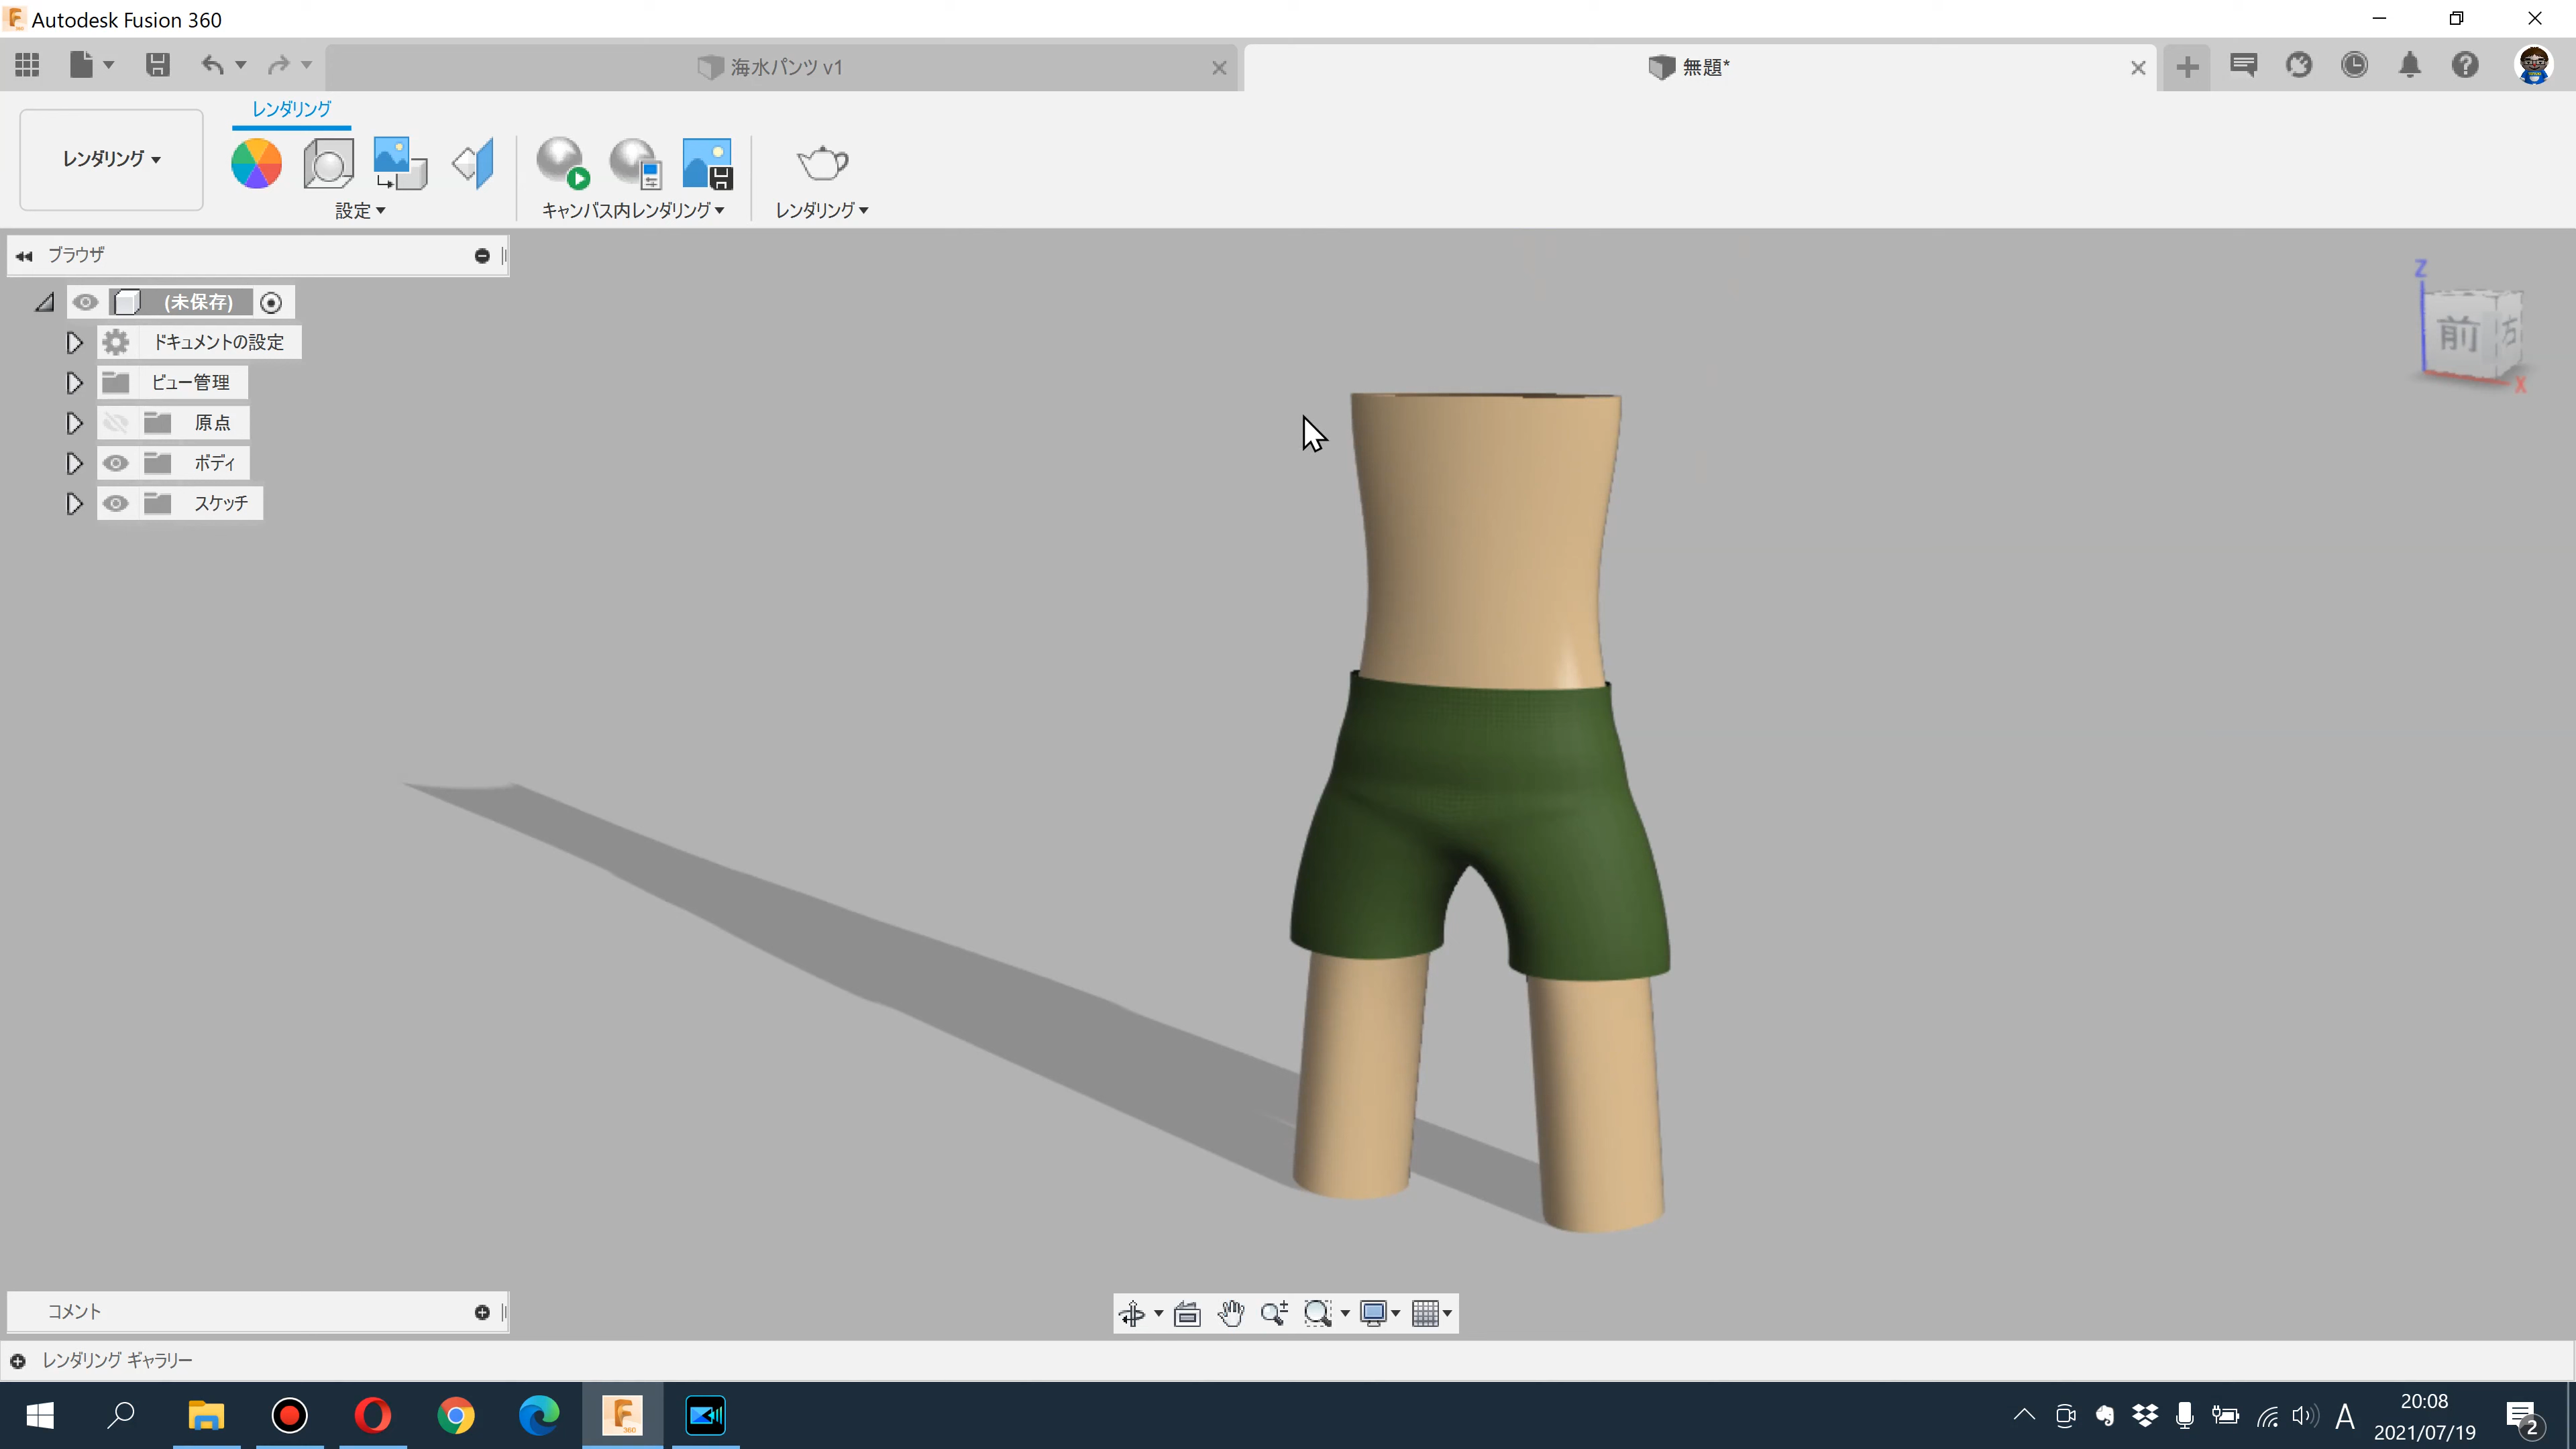 Autodesk Fusion 360
海水パンツ v1
無題*
レンダリング
レンダリング
設定
キャンバス内レンダリング
レンダリング
ブラウザ
(未保存)
ドキュメントの設定
ビュー管理
原点
ボディ
スケッチ
Z
前
右
X
コメント
レンダリング ギャラリー
F
360
A
20:08
2021/07/19
2